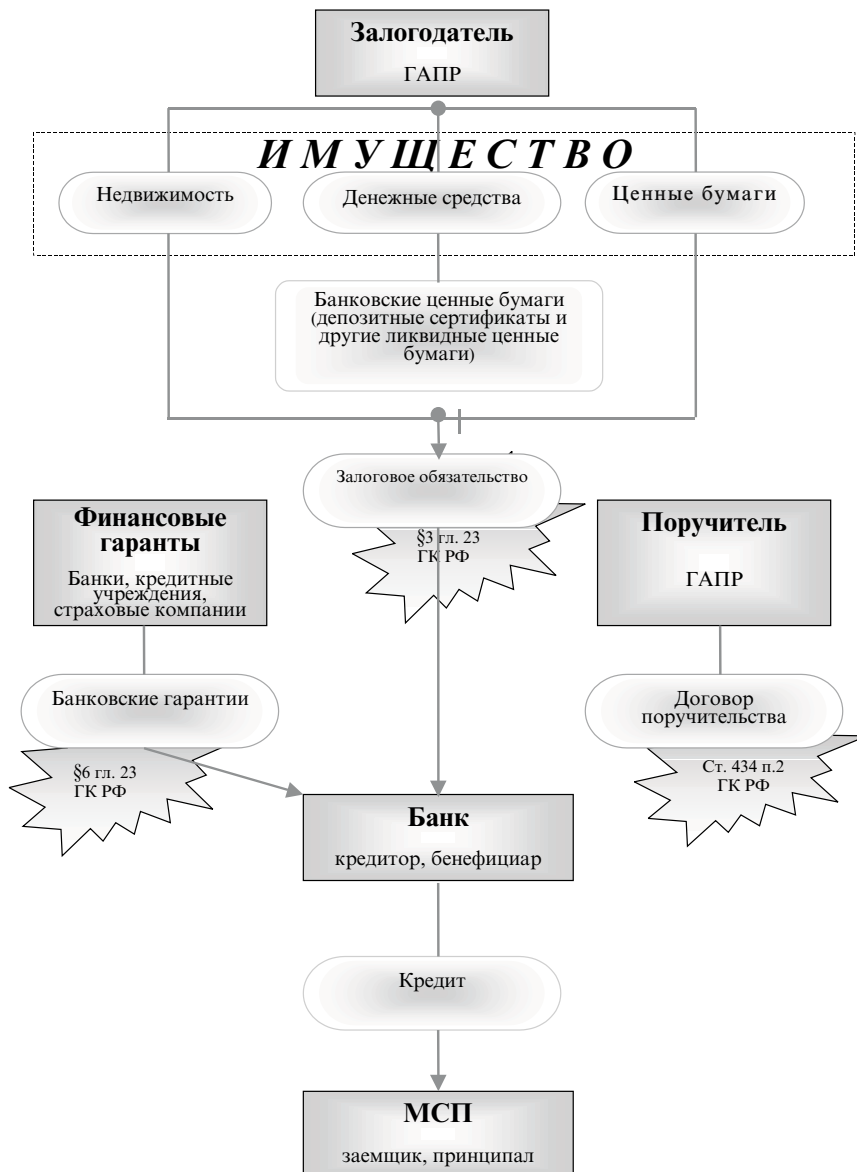 Залогодатель
ГАПР
И М У Щ Е С Т В О
Недвижимость
Денежные средства
Ценные бумаги
Банковские ценные бумаги
(депозитные сертификаты и
другие ликвидные ценные
бумаги)
Залоговое обязательство
§3 гл. 23
ГК РФ
Финансовые
гаранты
Банки, кредитные
учреждения,
страховые компании
Поручитель
ГАПР
Банковские гарантии
§6 гл. 23
ГК РФ
Договор
поручительства
Ст. 434 п.2
ГК РФ
Банк
кредитор, бенефициар
Кредит
МСП
заемщик, принципал